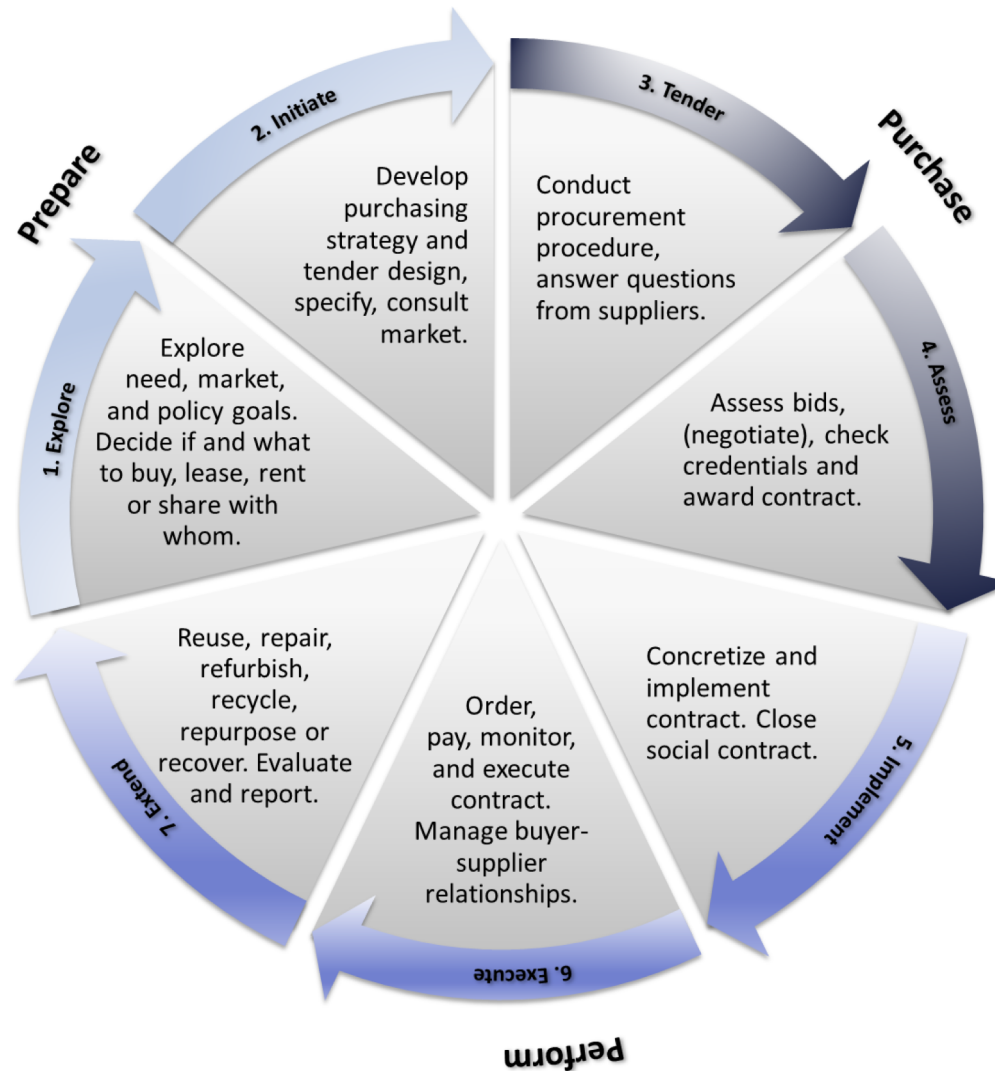 Prepare
1. Explore
Explore
need, market,
and policy goals.
Decide if and what
to buy, lease, rent
or share with
whom.
2. Initiate
Develop
purchasing
strategy and
tender design,
specify, consult
market.
Purchase
3. Tender
Conduct
procurement
procedure,
answer questions
from suppliers.
4. Assess
Assess bids,
(negotiate), check
credentials and
award contract.
Perform
5. Implement
Concretize and
implement
contract. Close
social contract.
6. Execute
Order,
pay, monitor,
and execute
contract.
Manage buyer-
supplier
relationships.
7. Extend
Reuse, repair,
refurbish,
recycle,
repurpose or
recover. Evaluate
and report.